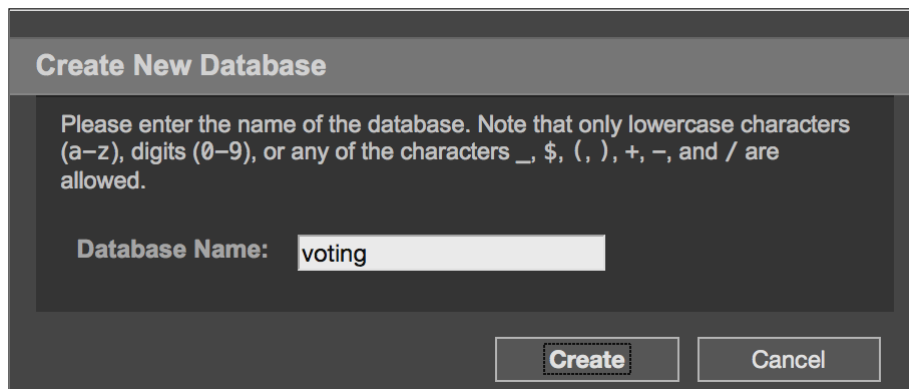 Create New Database
Please enter the name of the database. Note that only lowercase characters
(a–z), digits (0–9), or any of the characters _, $, (, ), +, –, and / are
allowed.
Database Name: voting
Create Cancel